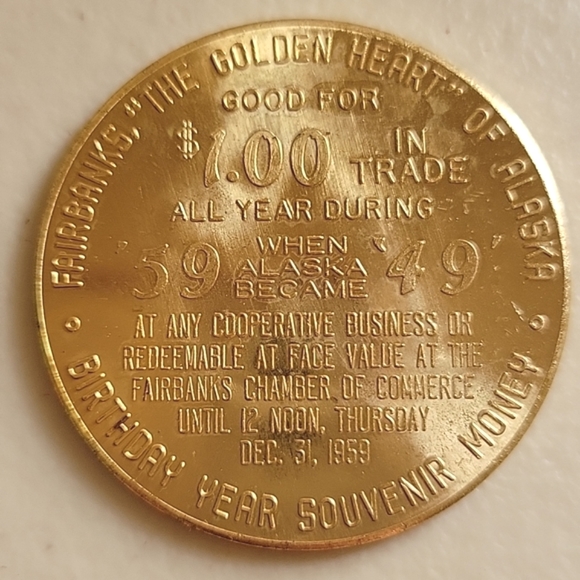 FAIRBANKS, "THE GOLDEN HEART" OF ALASKA
GOOD FOR
$1.00 IN TRADE
ALL YEAR DURING
'59 WHEN ALASKA BECAME '49'
AT ANY COOPERATIVE BUSINESS OR
REDEEMABLE AT FACE VALUE AT THE
FAIRBANKS CHAMBER OF COMMERCE
UNTIL 12 NOON, THURSDAY
DEC. 31, 1959
BIRTHDAY YEAR SOUVENIR MONEY